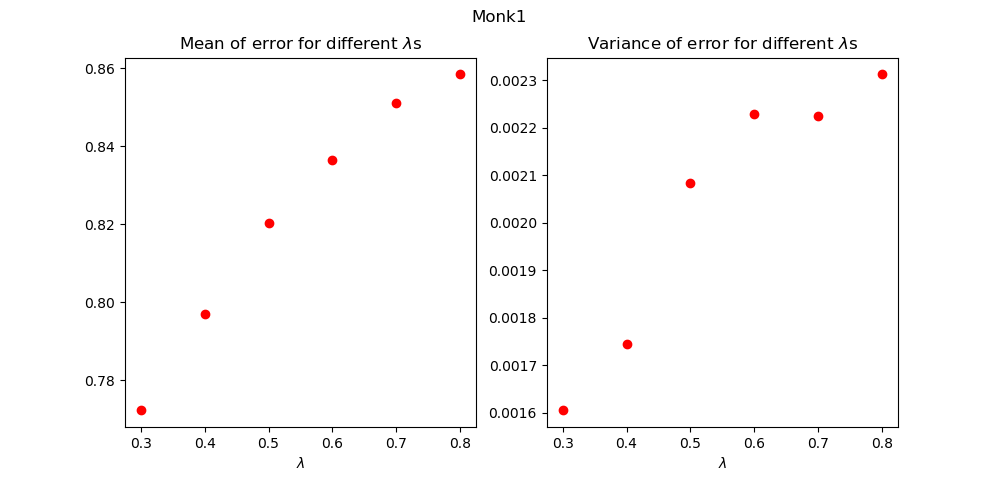 Monk1
Mean of error for different λs
0.86
0.84
0.82
0.80
0.78
0.3 0.4 0.5 0.6 0.7 0.8
λ
Variance of error for different λs
0.0023
0.0022
0.0021
0.0020
0.0019
0.0018
0.0017
0.0016
0.3 0.4 0.5 0.6 0.7 0.8
λ